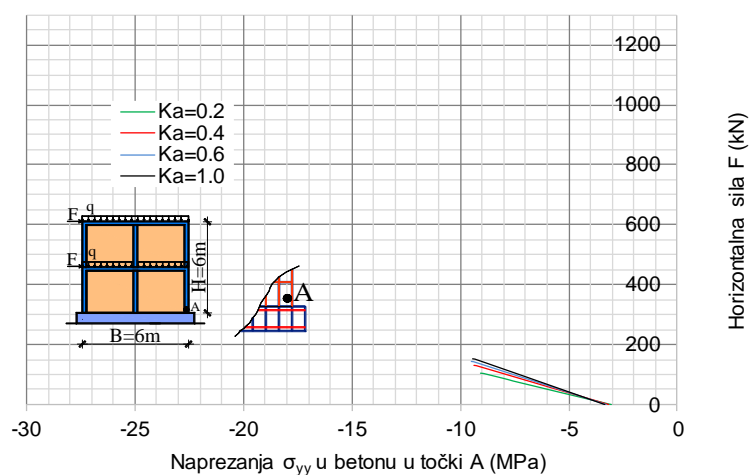 1200
1000
800
600
400
200
0
Horizontalna sila F (kN)
Ka=0.2
Ka=0.4
Ka=0.6
Ka=1.0
q
F
q
F
H=6m
A
B=6m
A
-30 -25 -20 -15 -10 -5 0
Naprezanja σyy u betonu u točki A (MPa)